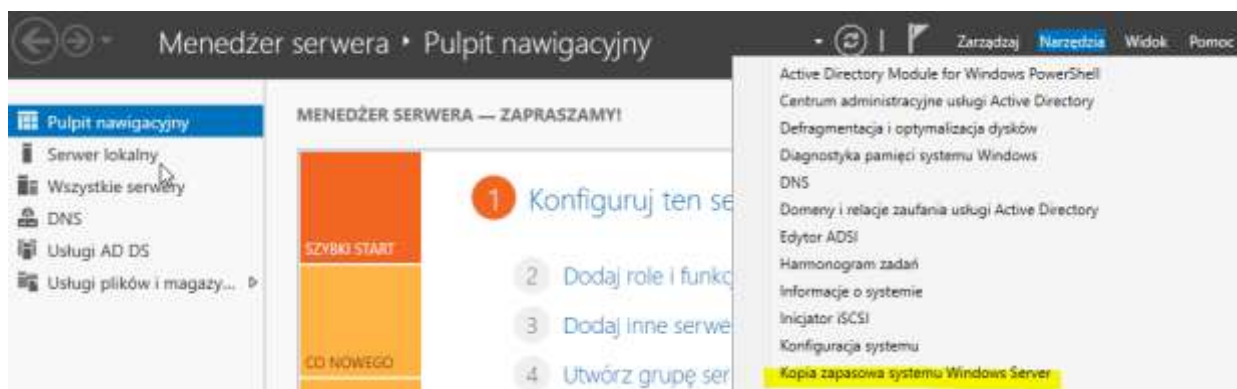 Menedżer serwera ‣ Pulpit nawigacyjny
Zarządzaj Narzędzia Widok Pomoc
Pulpit nawigacyjny
Serwer lokalny
Wszystkie serwery
DNS
Usługi AD DS
Usługi plików i magazy...
MENEDŻER SERWERA — ZAPRASZAMY!
SZYBKI START
CO NOWEGO
1 Konfiguruj ten se
2 Dodaj role i funkc
3 Dodaj inne serwe
4 Utwórz grupę ser
Active Directory Module for Windows PowerShell
Centrum administracyjne usługi Active Directory
Defragmentacja i optymalizacja dysków
Diagnostyka pamięci systemu Windows
DNS
Domeny i relacje zaufania usługi Active Directory
Edytor ADSI
Harmonogram zadań
Informacje o systemie
Inicjator iSCSI
Konfiguracja systemu
Kopia zapasowa systemu Windows Server